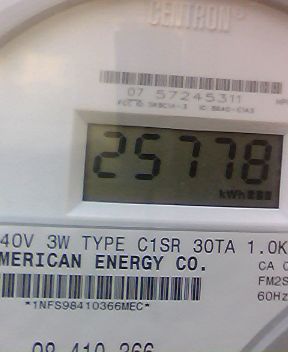 CENTRON®
07 57245311
25778
kWh
40V 3W TYPE C1SR 30TA 1.0K
MERICAN ENERGY CO.
CA 0
FM2S
60Hz
*1NFS98410366MEC*
98 410 366